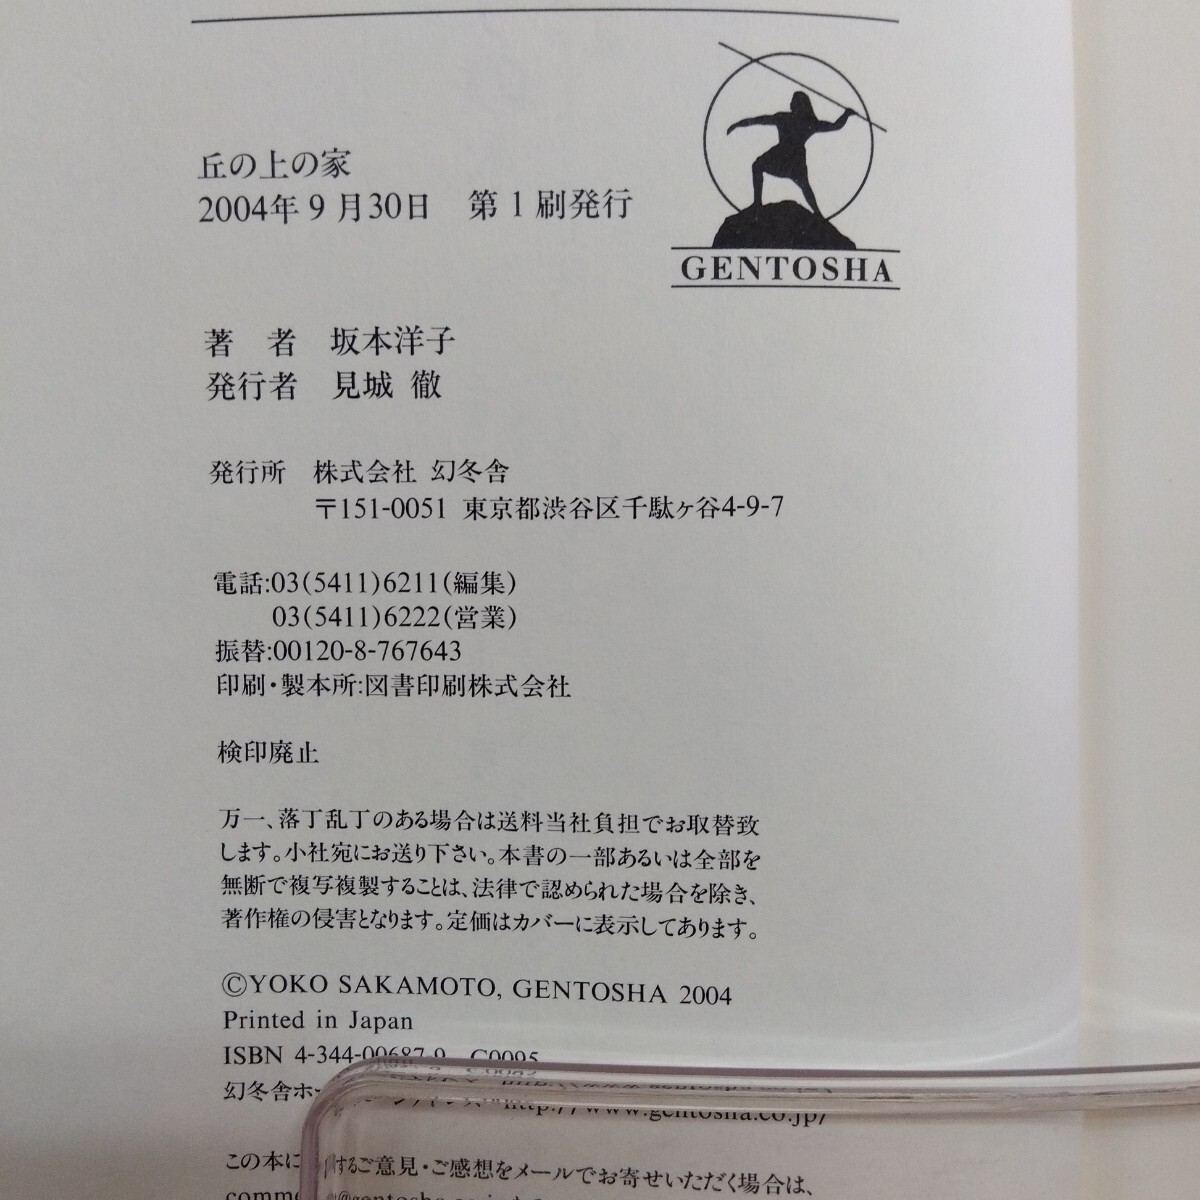 GENTOSHA
丘の上の家
2004年9月30日　第1刷発行
著　者　坂本洋子
発行者　見城 徹
発行所　株式会社 幻冬舎
〒151-0051 東京都渋谷区千駄ヶ谷4-9-7
電話:03(5411)6211(編集)
03(5411)6222(営業)
振替:00120-8-767643
印刷・製本所:図書印刷株式会社
検印廃止
万一、落丁乱丁のある場合は送料当社負担でお取替致
します。小社宛にお送り下さい。本書の一部あるいは全部を
無断で複写複製することは、法律で認められた場合を除き、
著作権の侵害となります。定価はカバーに表示してあります。
©YOKO SAKAMOTO, GENTOSHA 2004
Printed in Japan
ISBN 4-344-00687-9 C0095
幻冬舎ホ http://www.gentosha.co.jp/
この本に するご意見・ご感想をメールでお寄せいただく場合は、